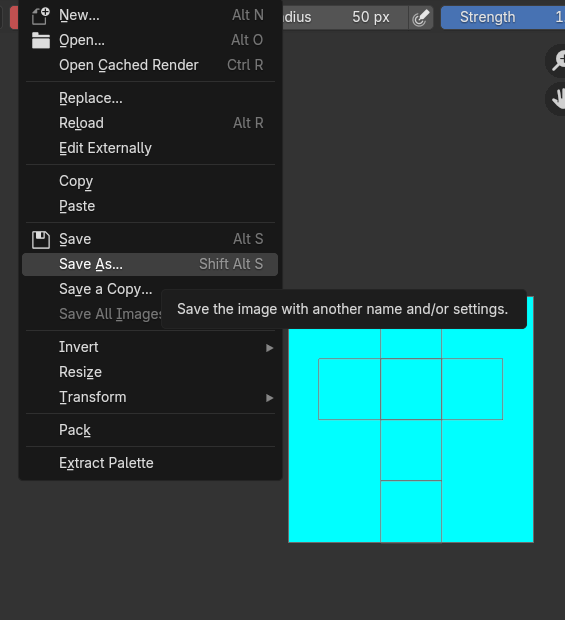 New... Alt N
dius 50 px Strength 1.
Open... Alt O
Open Cached Render Ctrl R
Replace...
Reload Alt R
Edit Externally
Copy
Paste
Save Alt S
Save As... Shift Alt S
Save a Copy...
Save the image with another name and/or settings.
Save All Images
Invert
Resize
Transform
Pack
Extract Palette